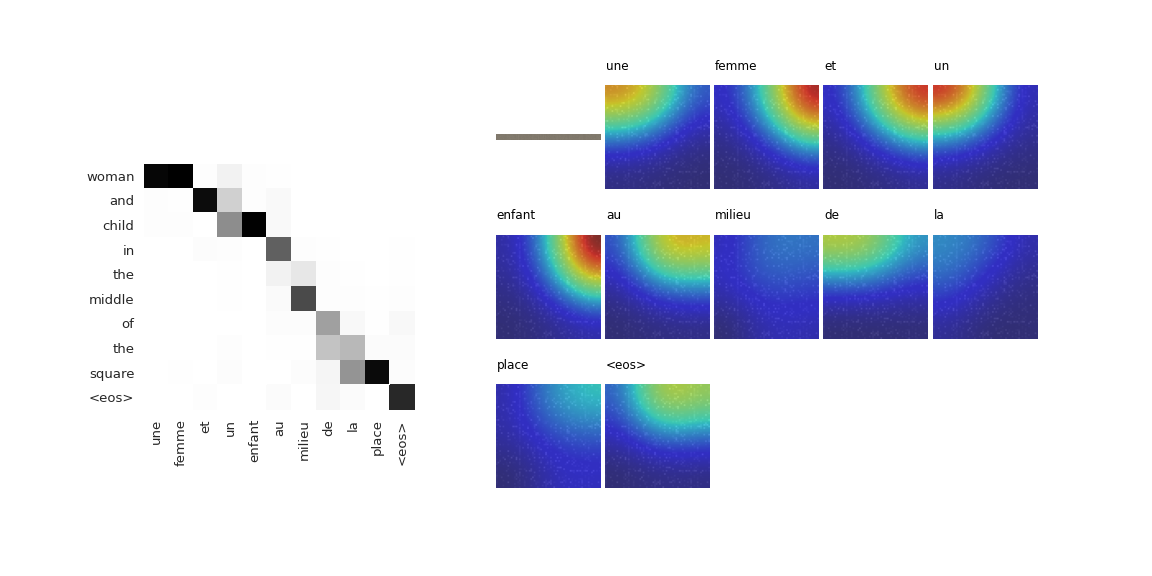 woman
and
child
in
the
middle
of
the
square
<eos>
une
femme
et
un
enfant
au
milieu
de
la
place
<eos>
une femme et un
enfant au milieu de la
place <eos>